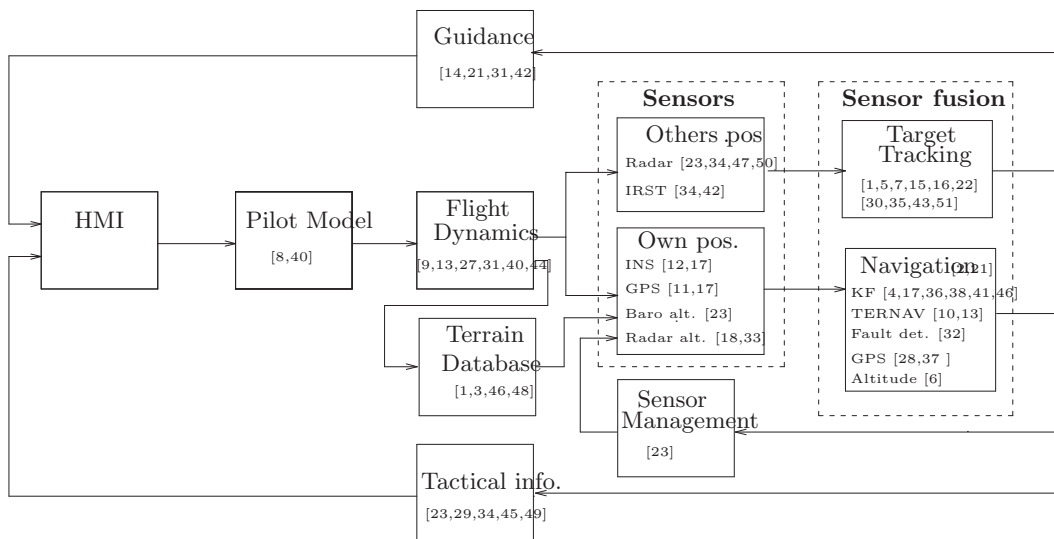 Guidance
[14,21,31,42]
Sensors
Sensor fusion
Others pos.
Radar [23,34,47,50]
IRST [34,42]
Target
Tracking
[1,5,7,15,16,22]
[30,35,43,51]
HMI
Pilot Model
[8,40]
Flight
Dynamics
[9,13,27,31,40,44]
Own pos.
INS [12,17]
GPS [11,17]
Baro alt. [23]
Radar alt. [18,33]
Navigation [2,21]
KF [4,17,36,38,41,46]
TERNAV [10,13]
Fault det. [32]
GPS [28,37 ]
Altitude [6]
Terrain
Database
[1,3,46,48]
Sensor
Management
[23]
Tactical info.
[23,29,34,45,49]